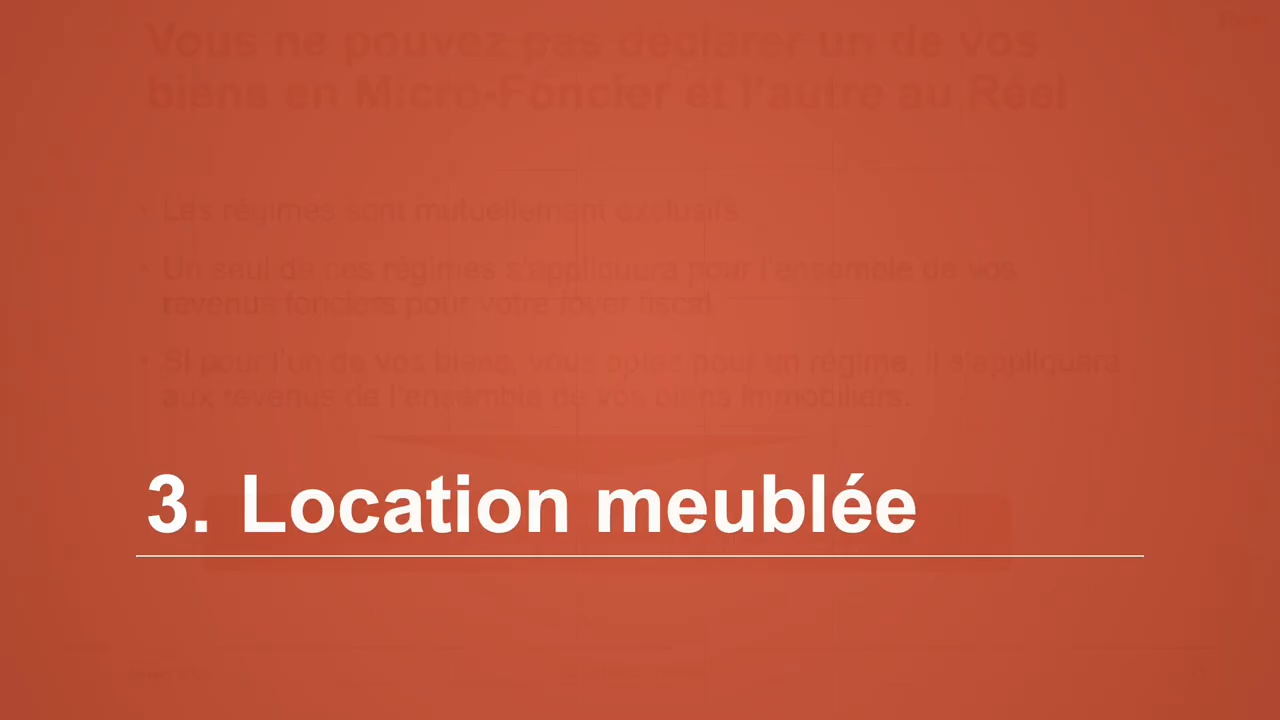 Vous ne pouvez pas déclarer un de vos
biens en Micro-Foncier et l'autre au Réel
• Les régimes sont mutuellement exclusifs.
• Un seul de ces régimes s'appliquera pour l'ensemble de vos
revenus fonciers pour votre foyer fiscal.
• Si pour l'un de vos biens, vous optez pour un régime, il s'appliquera
aux revenus de l'ensemble de vos biens immobiliers.
3. Location meublée